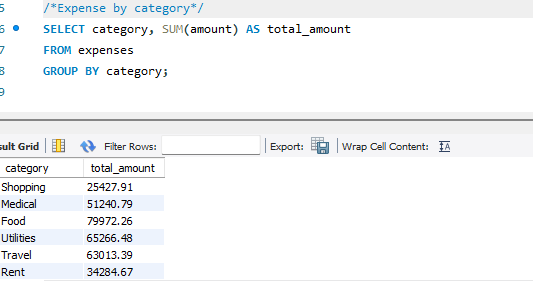 5 /*Expense by category*/
6 SELECT category, SUM(amount) AS total_amount
7 FROM expenses
8 GROUP BY category;
9
sult Grid Filter Rows: Export: Wrap Cell Content:
category total_amount
Shopping 25427.91
Medical 51240.79
Food 79972.26
Utilities 65266.48
Travel 63013.39
Rent 34284.67